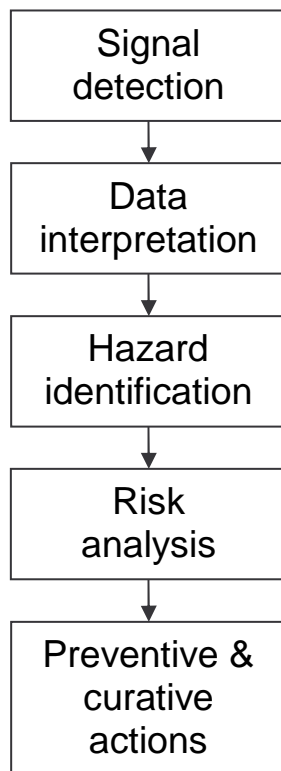 Signal
detection
Data
interpretation
Hazard
identification
Risk
analysis
Preventive &
curative
actions